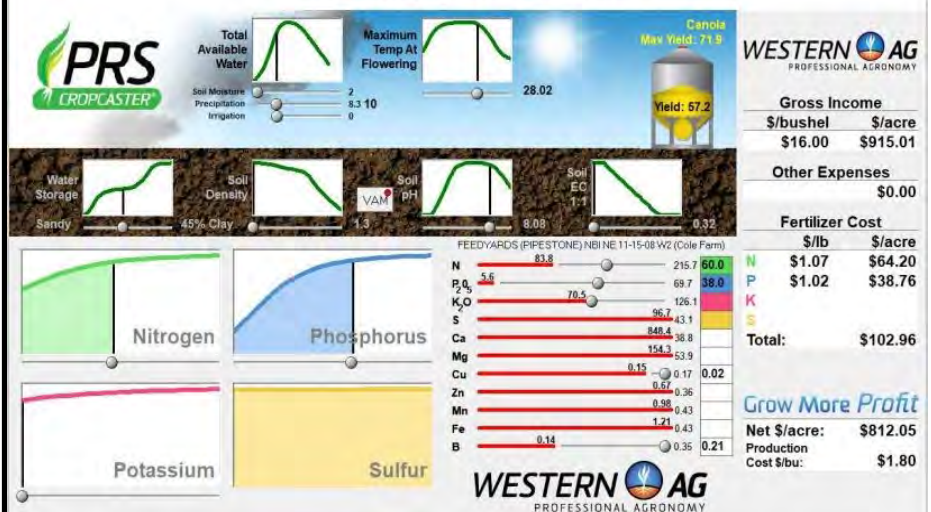 PRS
CROPCASTER®
Total Available Water
Soil Moisture 2
Precipitation 8.3 10
Irrigation 0
Maximum Temp At Flowering
28.02
Canola
Max Yield: 71.9
Yield: 57.2
Water Storage
Sandy 45% Clay
Soil Density
1.3
VAM
Soil pH
8.08
Soil EC 1:1
0.32
Nitrogen
Phosphorus
Potassium
Sulfur
FEEDYARDS (PIPESTONE) NBI NE 11-15-08 W2 (Cole Farm)
N 83.8 215.7 60.0
P2O5 5.6 69.7 38.0
K2O 70.5 126.1
S 96.7 43.1
Ca 848.4 38.8
Mg 154.3 53.9
Cu 0.15 0.17 0.02
Zn 0.67 0.36
Mn 0.98 0.43
Fe 1.21 0.43
B 0.14 0.35 0.21
WESTERN AG
PROFESSIONAL AGRONOMY
WESTERN AG
PROFESSIONAL AGRONOMY
Gross Income
$/bushel $/acre
$16.00 $915.01
Other Expenses
$0.00
Fertilizer Cost
$/lb $/acre
N $1.07 $64.20
P $1.02 $38.76
K
S
Total: $102.96
Grow More Profit
Net $/acre: $812.05
Production
Cost $/bu: $1.80